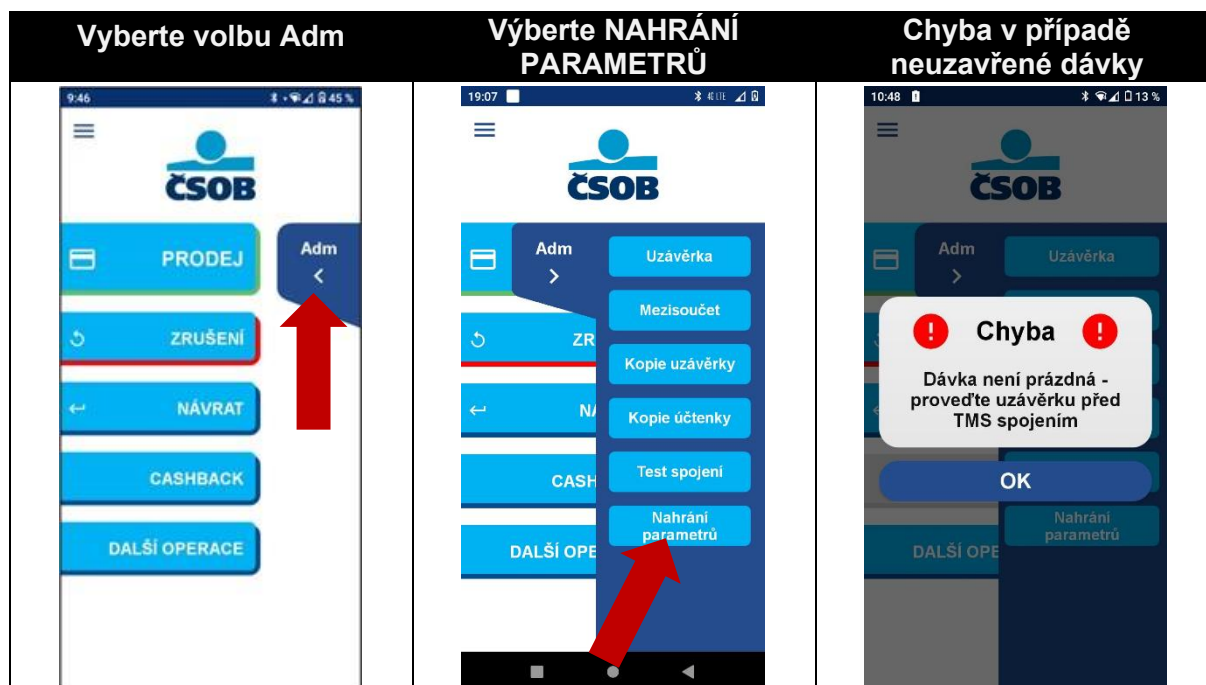 Vyberte volbu Adm
Výberte NAHRÁNÍ
PARAMETRŮ
Chyba v případě
neuzavřené dávky
9:46
45 %
ČSOB
PRODEJ
Adm
ZRUŠENÍ
NÁVRAT
CASHBACK
DALŠÍ OPERACE
19:07
4G LTE
ČSOB
Adm
Uzávěrka
Mezisoučet
ZR
Kopie uzávěrky
NÁ
Kopie účtenky
CASH
Test spojení
Nahrání
parametrů
DALŠÍ OPE
10:48
13 %
ČSOB
Adm
Uzávěrka
Chyba
Dávka není prázdná -
proveďte uzávěrku před
TMS spojením
OK
Nahrání
parametrů
DALŠÍ OPE